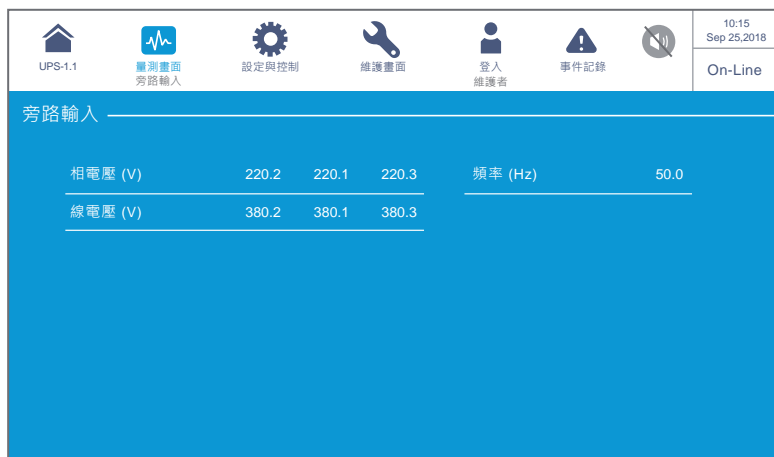 10:15
Sep 25,2018
UPS-1.1 量測畫面 設定與控制 維護畫面 登入 事件記錄
旁路輸入 維護者
On-Line
旁路輸入
相電壓 (V) 220.2 220.1 220.3 頻率 (Hz) 50.0
線電壓 (V) 380.2 380.1 380.3